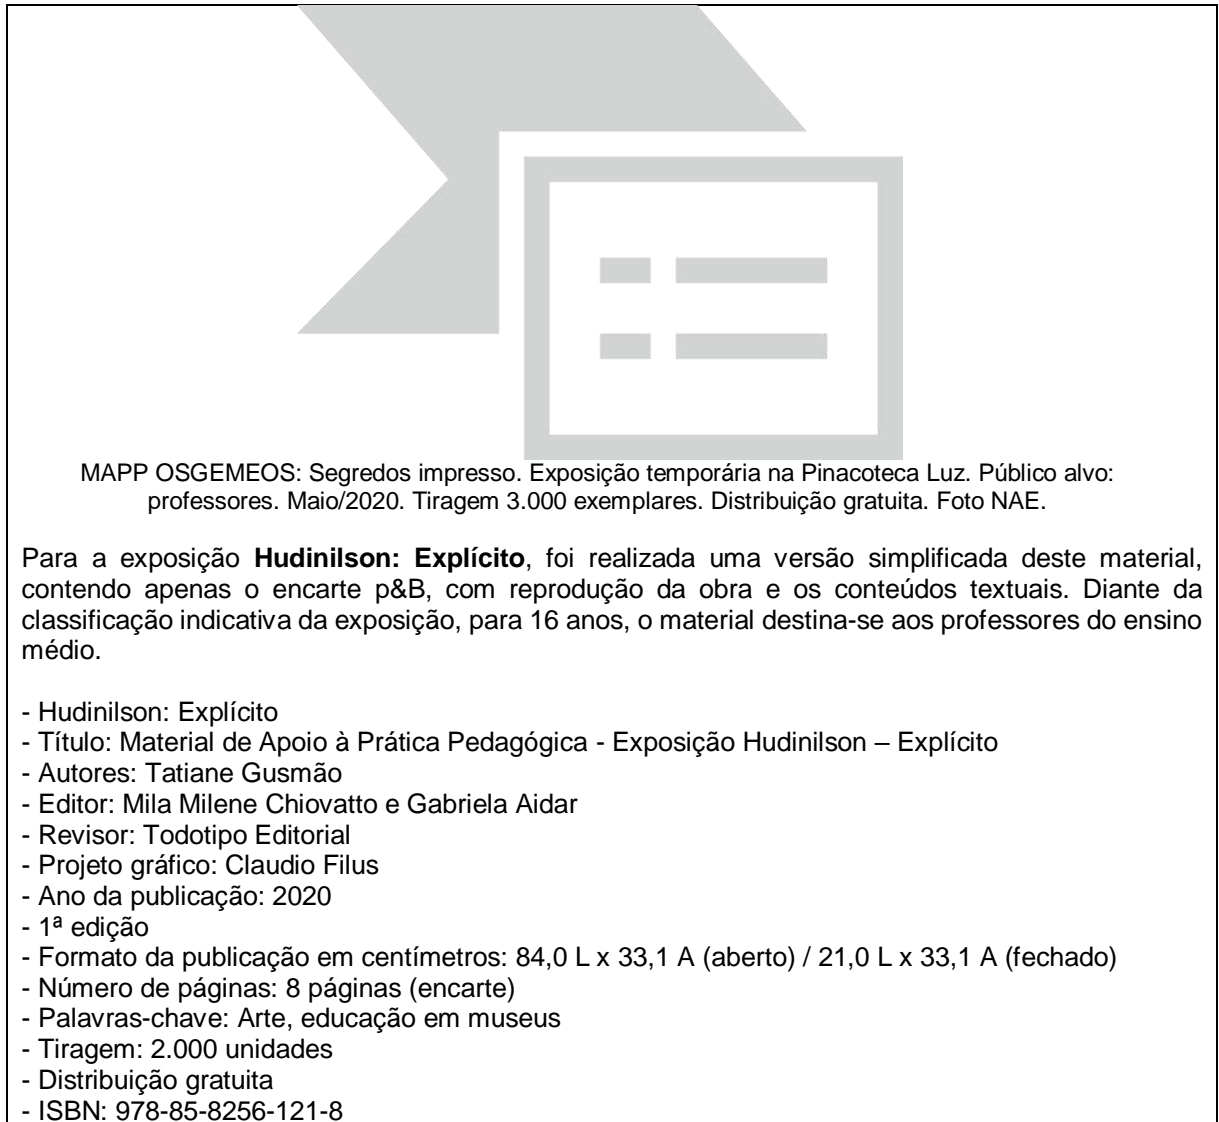 MAPP OSGEMEOS: Segredos impresso. Exposição temporária na Pinacoteca Luz. Público alvo:
professores. Maio/2020. Tiragem 3.000 exemplares. Distribuição gratuita. Foto NAE.
Para a exposição Hudinilson: Explícito, foi realizada uma versão simplificada deste material,
contendo apenas o encarte p&B, com reprodução da obra e os conteúdos textuais. Diante da
classificação indicativa da exposição, para 16 anos, o material destina-se aos professores do ensino
médio.
- Hudinilson: Explícito
- Título: Material de Apoio à Prática Pedagógica - Exposição Hudinilson – Explícito
- Autores: Tatiane Gusmão
- Editor: Mila Milene Chiovatto e Gabriela Aidar
- Revisor: Todotipo Editorial
- Projeto gráfico: Claudio Filus
- Ano da publicação: 2020
- 1ª edição
- Formato da publicação em centímetros: 84,0 L x 33,1 A (aberto) / 21,0 L x 33,1 A (fechado)
- Número de páginas: 8 páginas (encarte)
- Palavras-chave: Arte, educação em museus
- Tiragem: 2.000 unidades
- Distribuição gratuita
- ISBN: 978-85-8256-121-8